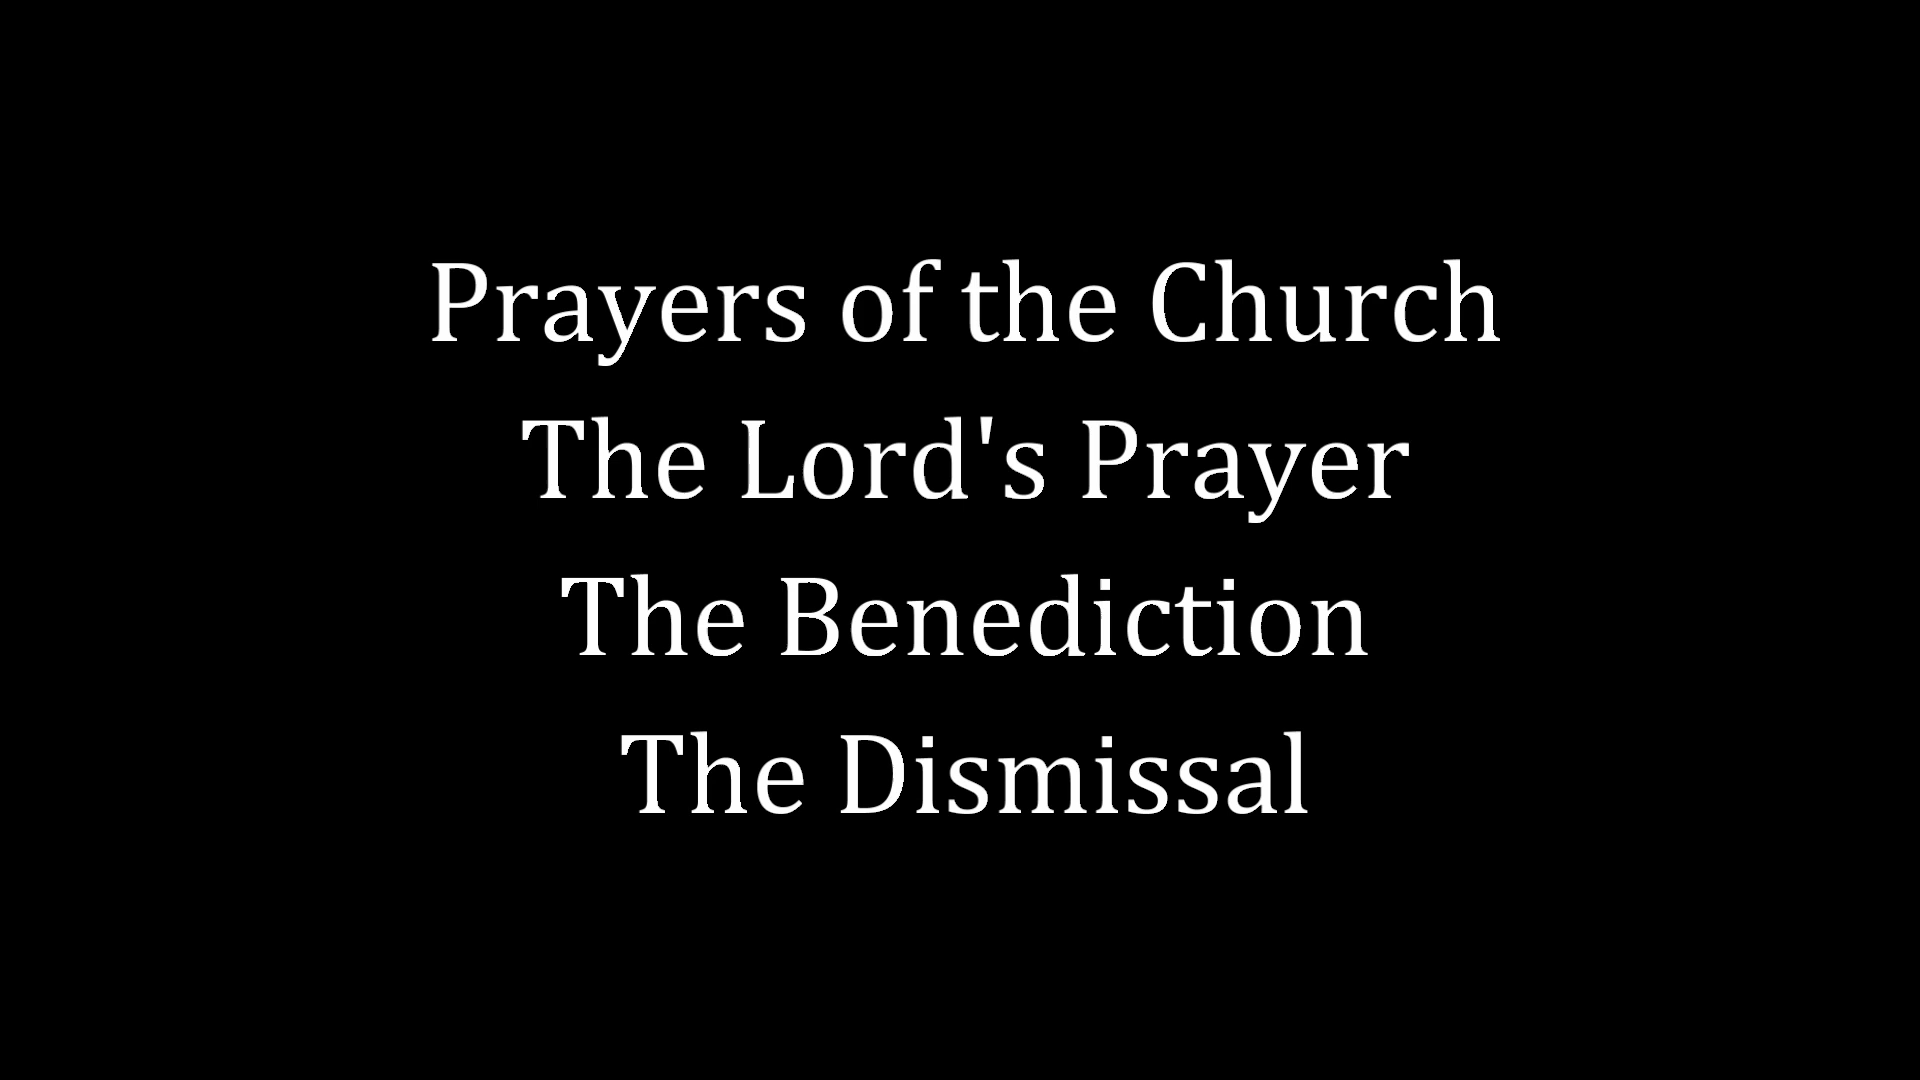 Prayers of the Church
The Lord's Prayer
The Benediction
The Dismissal